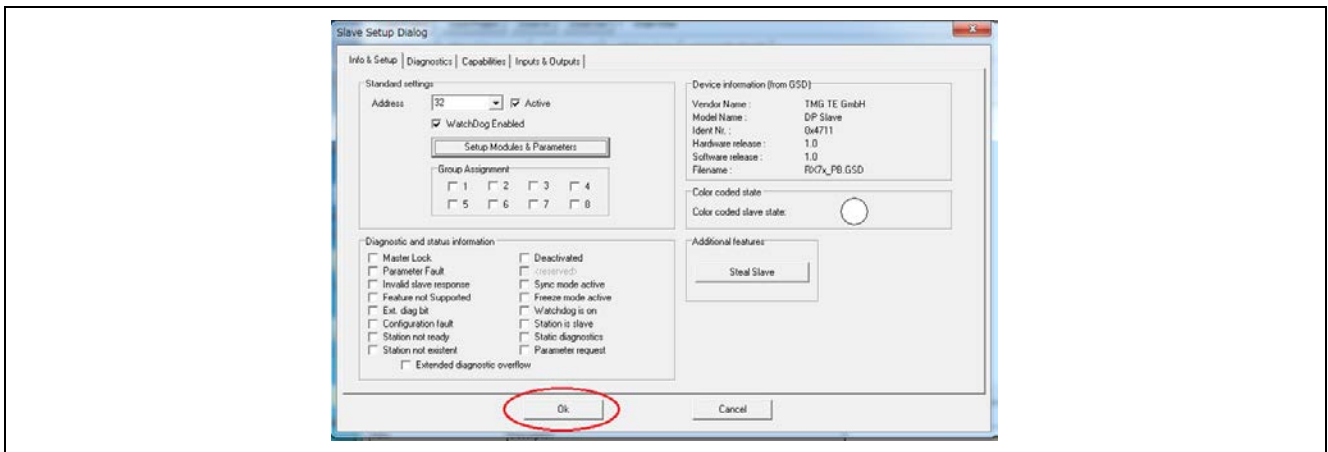 Slave Setup Dialog
Info & Setup Diagnostics Capabilities Inputs & Outputs
Standard settings
Address 32 Active
WatchDog Enabled
Setup Modules & Parameters
Group Assignment
1 2 3 4
5 6 7 8
Device information (from GSD)
Vendor Name : TMG TE GmbH
Model Name : DP Slave
Ident Nr. : 0x4711
Hardware release : 1.0
Software release : 1.0
Filename : RX7x_PB.GSD
Color coded state
Color coded slave state:
Diagnostic and status information
Master Lock Deactivated
Parameter Fault <reserved>
Invalid slave response Sync mode active
Feature not Supported Freeze mode active
Ext. diag bit Watchdog is on
Configuration fault Station is slave
Station not ready Static diagnostics
Station not existent Parameter request
Extended diagnostic overflow
Additional features
Steal Slave
Ok Cancel